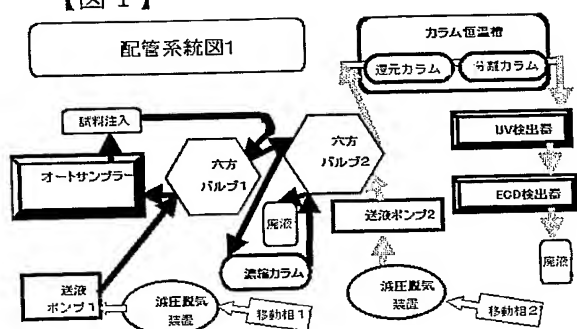 【図１】
配管系統図1
カラム恒温槽
還元カラム
分離カラム
試料注入
オートサンプラー
六方
バルブ1
六方
バルブ2
UV検出器
ECD検出器
廃液
送液ポンプ2
濃縮カラム
廃液
送液
ポンプ1
減圧脱気
装置
移動相1
減圧脱気
装置
移動相2